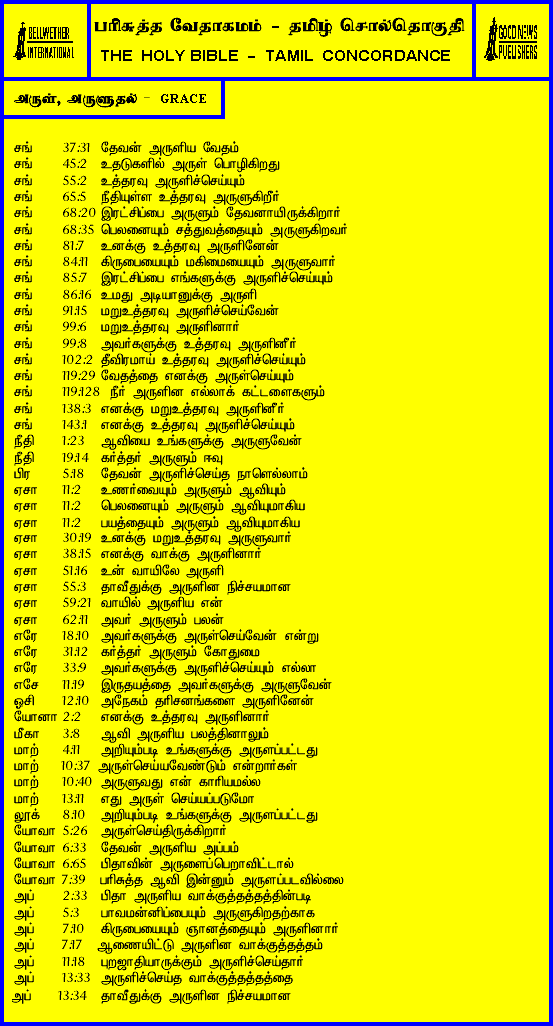 BELLWETHER
INTERNATIONAL
பரிசுத்த வேதாகமம் - தமிழ் சொல்தொகுதி
THE HOLY BIBLE - TAMIL CONCORDANCE
GOOD NEWS
PUBLISHERS
அருள், அருளுதல் - GRACE
சங் 37:31 தேவன் அருளிய வேதம்
சங் 45:2 உதடுகளில் அருள் பொழிகிறது
சங் 55:2 உத்தரவு அருளிச்செய்யும்
சங் 65:5 நீதியுள்ள உத்தரவு அருளுகிறீர்
சங் 68:20 இரட்சிப்பை அருளும் தேவனாயிருக்கிறார்
சங் 68:35 பெலனையும் சத்துவத்தையும் அருளுகிறவர்
சங் 81:7 உனக்கு உத்தரவு அருளினேன்
சங் 84:11 கிருபையையும் மகிமையையும் அருளுவார்
சங் 85:7 இரட்சிப்பை எங்களுக்கு அருளிச்செய்யும்
சங் 86:16 உமது அடியானுக்கு அருளி
சங் 91:15 மறுஉத்தரவு அருளிச்செய்வேன்
சங் 99:6 மறுஉத்தரவு அருளினார்
சங் 99:8 அவர்களுக்கு உத்தரவு அருளினீர்
சங் 102:2 தீவிரமாய் உத்தரவு அருளிச்செய்யும்
சங் 119:29 வேதத்தை எனக்கு அருள்செய்யும்
சங் 119:128 நீர் அருளின எல்லாக் கட்டளைகளும்
சங் 138:3 எனக்கு மறுஉத்தரவு அருளினீர்
சங் 143:1 எனக்கு உத்தரவு அருளிச்செய்யும்
நீதி 1:23 ஆவியை உங்களுக்கு அருளுவேன்
நீதி 19:14 கர்த்தர் அருளும் ஈவு
பிர 5:18 தேவன் அருளிச்செய்த நாளெல்லாம்
ஏசா 11:2 உணர்வையும் அருளும் ஆவியும்
ஏசா 11:2 பெலனையும் அருளும் ஆவியுமாகிய
ஏசா 11:2 பயத்தையும் அருளும் ஆவியுமாகிய
ஏசா 30:19 உனக்கு மறுஉத்தரவு அருளுவார்
ஏசா 38:15 எனக்கு வாக்கு அருளினார்
ஏசா 51:16 உன் வாயிலே அருளி
ஏசா 55:3 தாவீதுக்கு அருளின நிச்சயமான
ஏசா 59:21 வாயில் அருளிய என்
ஏசா 62:11 அவர் அருளும் பலன்
எரே 18:10 அவர்களுக்கு அருள்செய்வேன் என்று
எரே 31:12 கர்த்தர் அருளும் கோதுமை
எரே 33:9 அவர்களுக்கு அருளிச்செய்யும் எல்லா
எசே 11:19 இருதயத்தை அவர்களுக்கு அருளுவேன்
ஓசி 12:10 அநேகம் தரிசனங்களை அருளினேன்
யோனா 2:2 எனக்கு உத்தரவு அருளினார்
மீகா 3:8 ஆவி அருளிய பலத்தினாலும்
மாற் 4:11 அறியும்படி உங்களுக்கு அருளப்பட்டது
மாற் 10:37 அருள்செய்யவேண்டும் என்றார்கள்
மாற் 10:40 அருளுவது என் காரியமல்ல
மாற் 13:11 எது அருள் செய்யப்படுமோ
லூக் 8:10 அறியும்படி உங்களுக்கு அருளப்பட்டது
யோவா 5:26 அருள்செய்திருக்கிறார்
யோவா 6:33 தேவன் அருளிய அப்பம்
யோவா 6:65 பிதாவின் அருளைப்பெறாவிட்டால்
யோவா 7:39 பரிசுத்த ஆவி இன்னும் அருளப்படவில்லை
அப் 2:33 பிதா அருளிய வாக்குத்தத்தத்தின்படி
அப் 5:3 பாவமன்னிப்பையும் அருளுகிறதற்காக
அப் 7:10 கிருபையையும் ஞானத்தையும் அருளினார்
அப் 7:17 ஆணையிட்டு அருளின வாக்குத்தத்தம்
அப் 11:18 புறஜாதியாருக்கும் அருளிச்செய்தார்
அப் 13:33 அருளிச்செய்த வாக்குத்தத்தத்தை
அப் 13:34 தாவீதுக்கு அருளின நிச்சயமான